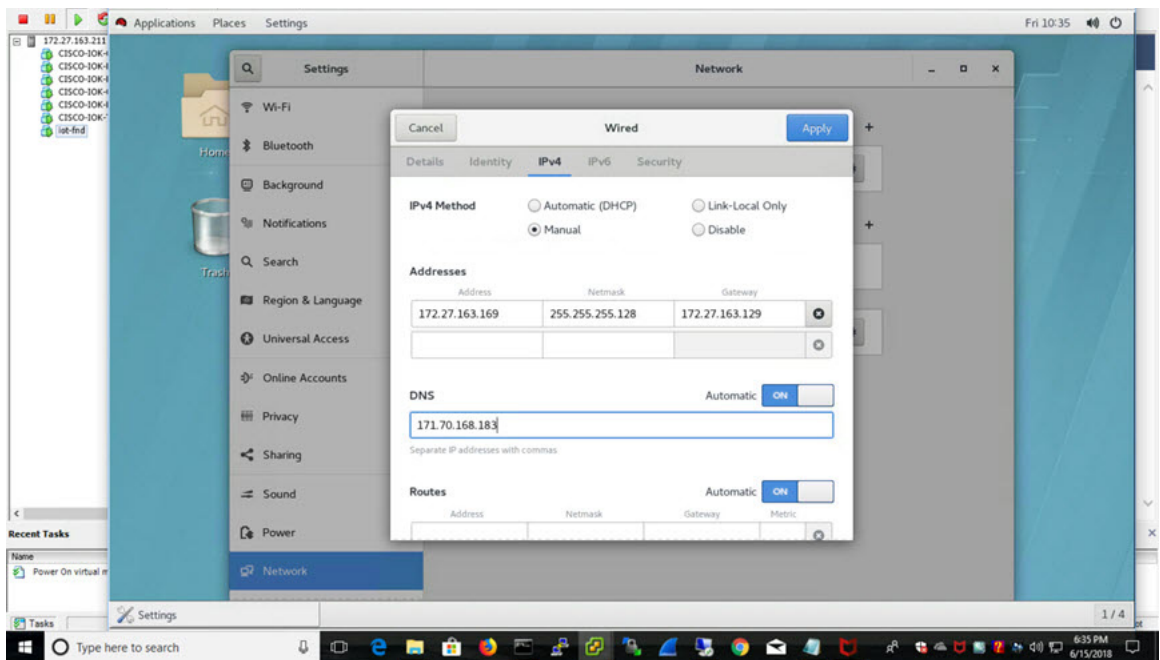 Applications Places Settings Fri 10:35
172.27.163.211
CISCO-IOK-
CISCO-IOK-
CISCO-IOK-
CISCO-IOK-
CISCO-IOK-
CISCO-IOK-
iot-fnd
Home
Trash
Settings
Network
Wi-Fi
Bluetooth
Background
Notifications
Search
Region & Language
Universal Access
Online Accounts
Privacy
Sharing
Sound
Power
Network
Cancel Wired Apply
Details Identity IPv4 IPv6 Security
IPv4 Method Automatic (DHCP) Link-Local Only
Manual Disable
Addresses
Address Netmask Gateway
172.27.163.169 255.255.255.128 172.27.163.129
DNS Automatic ON
171.70.168.183
Separate IP addresses with commas
Routes Automatic ON
Address Netmask Gateway Metric
Recent Tasks
Name
Power On virtual m
Tasks
Settings 1 / 4
Type here to search
6:35 PM
6/15/2018